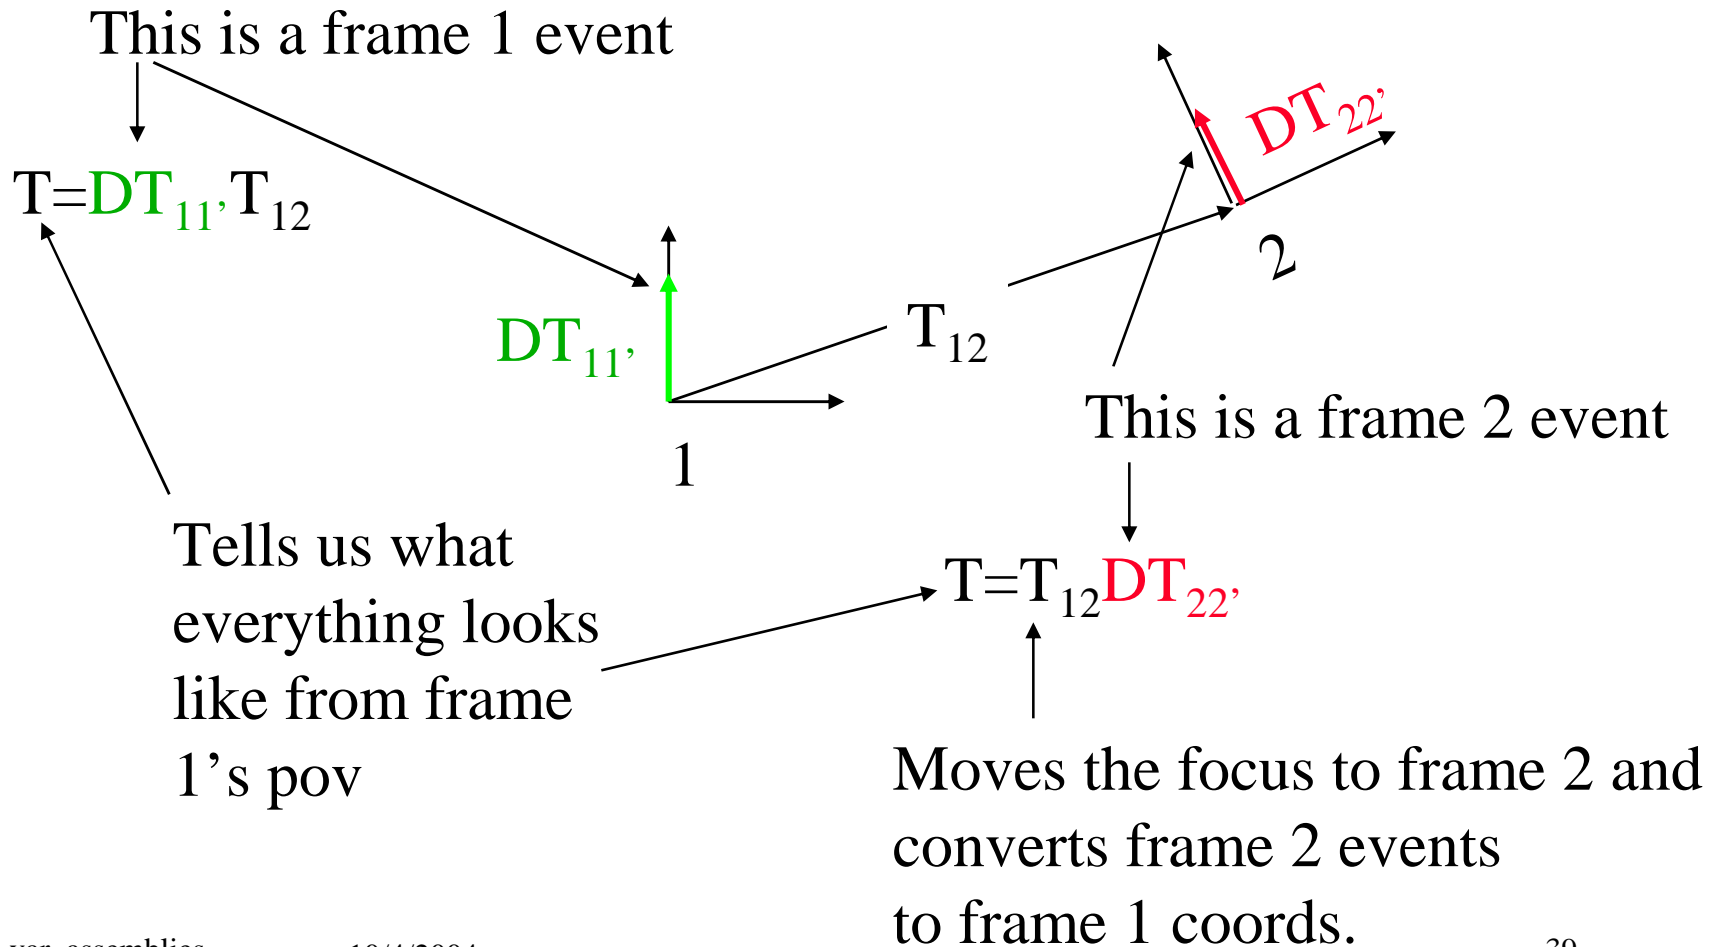 This is a frame 1 event
DT22’
T=DT11’T12
2
T12
DT11’
This is a frame 2 event
1
Tells us what
everything looks
like from frame
1’s pov
T=T12DT22’
Moves the focus to frame 2 and
converts frame 2 events
to frame 1 coords.